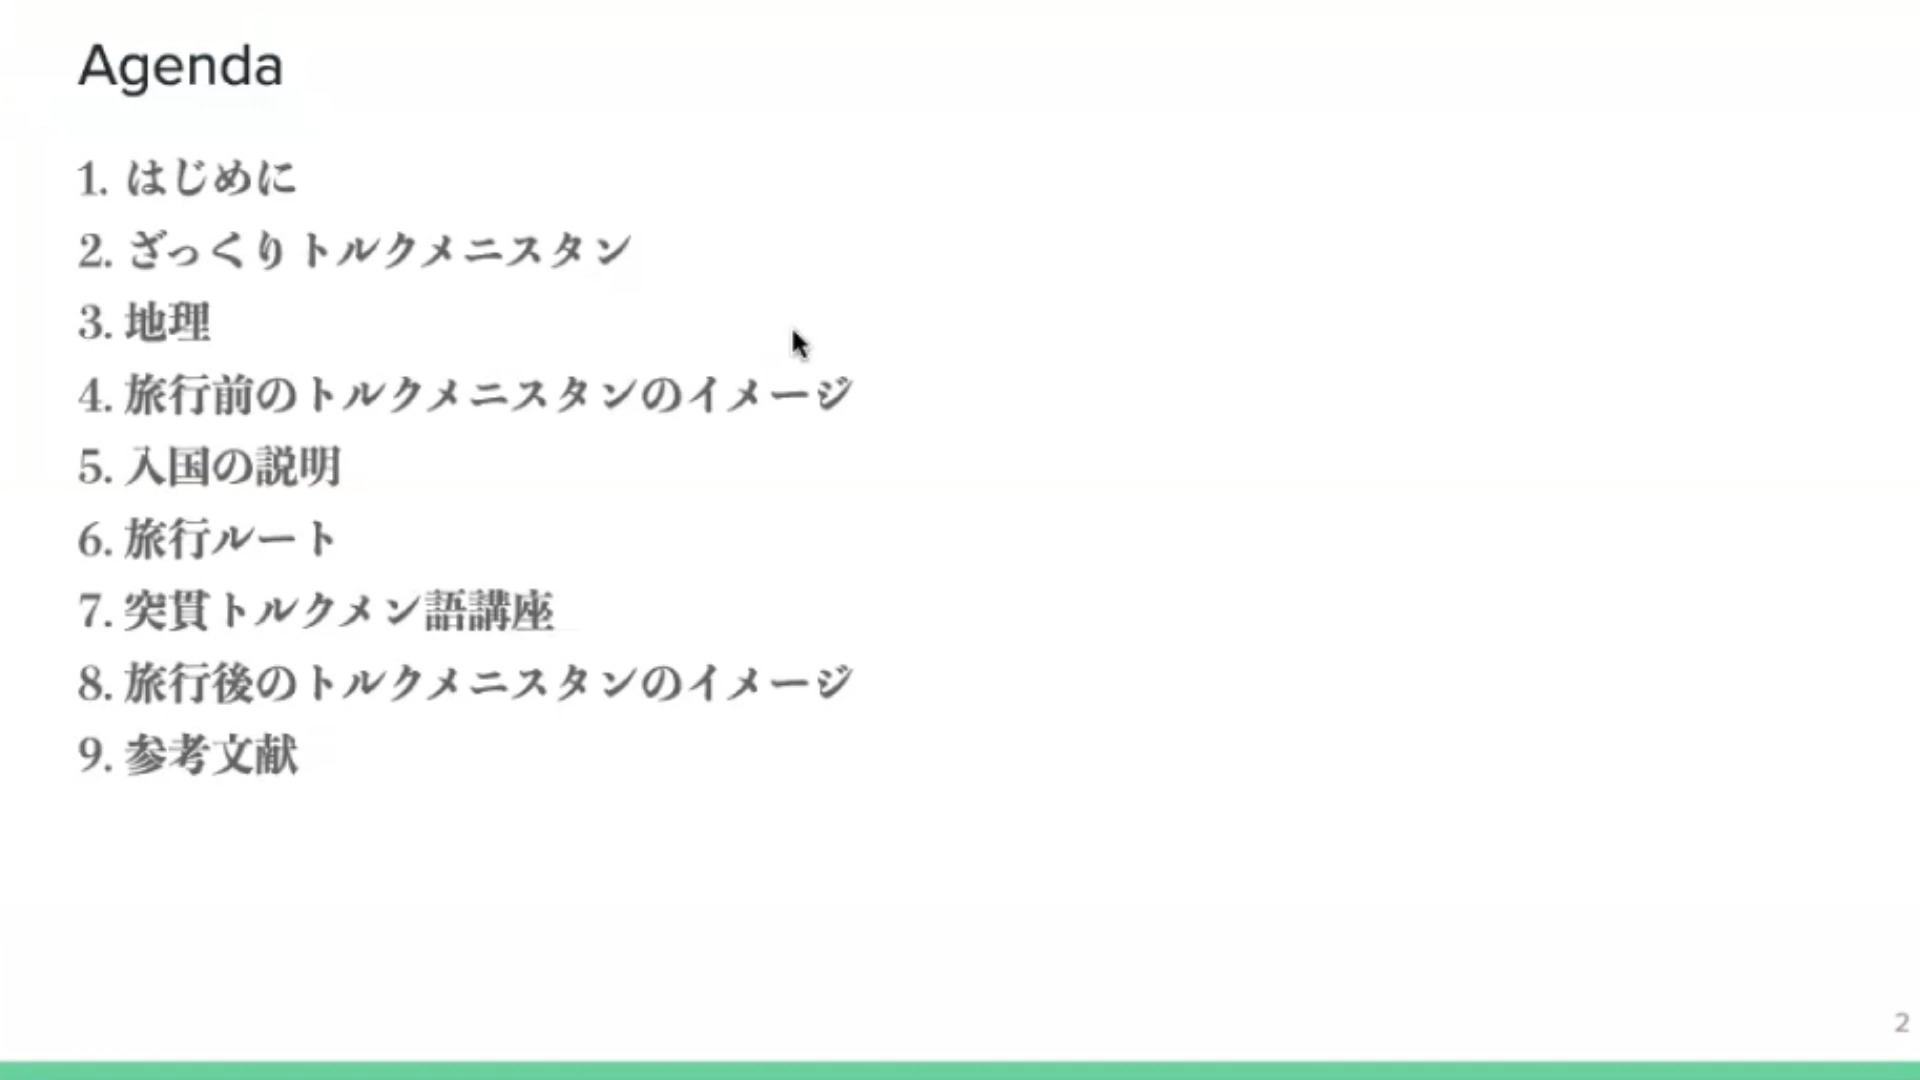 Agenda
1. はじめに
2. ざっくりトルクメニスタン
3. 地理
4. 旅行前のトルクメニスタンのイメージ
5. 入国の説明
6. 旅行ルート
7. 突貫トルクメン語講座
8. 旅行後のトルクメニスタンのイメージ
9. 参考文献
2